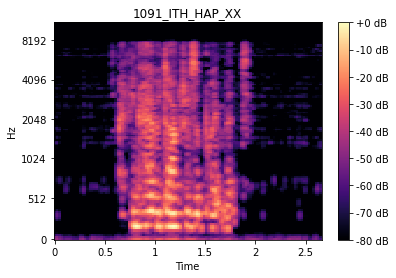 1091_ITH_HAP_XX
8192
4096
2048
1024
512
0
Hz
0 0.5 1 1.5 2 2.5
Time
+0 dB
-10 dB
-20 dB
-30 dB
-40 dB
-50 dB
-60 dB
-70 dB
-80 dB